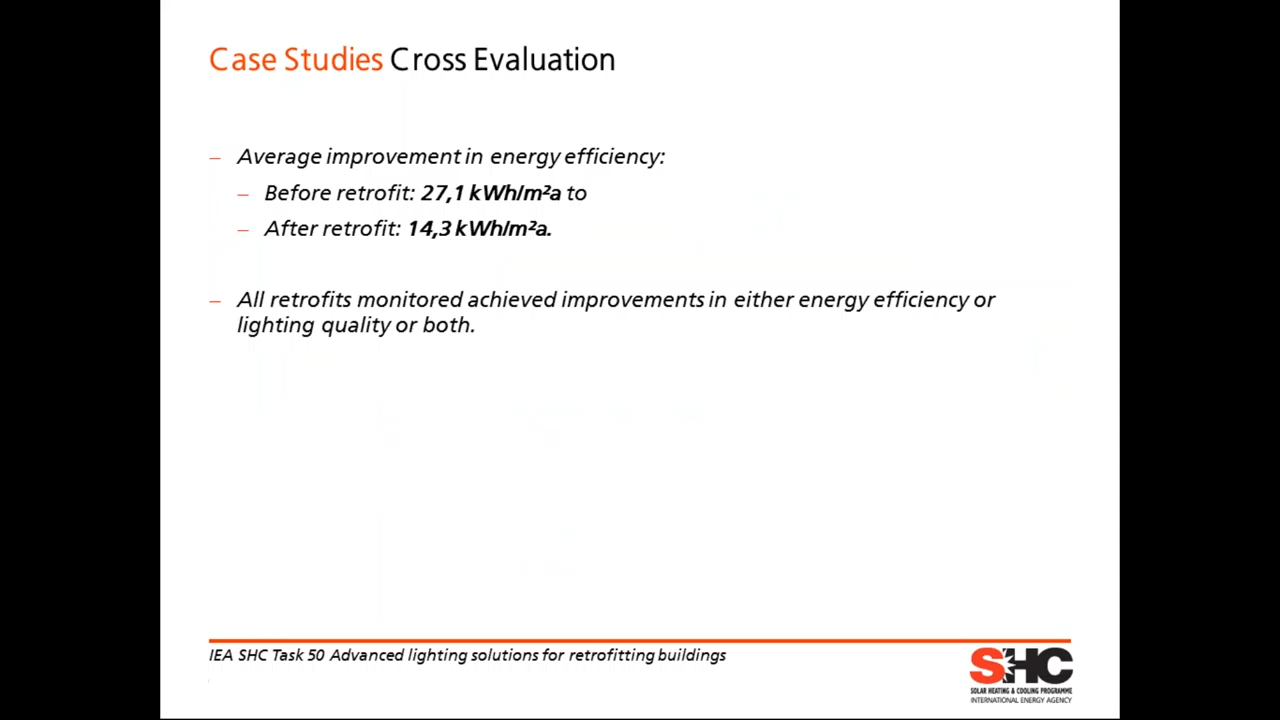 Case Studies Cross Evaluation
– Average improvement in energy efficiency:
– Before retrofit: 27,1 kWh/m²a to
– After retrofit: 14,3 kWh/m²a.
– All retrofits monitored achieved improvements in either energy efficiency or
lighting quality or both.
IEA SHC Task 50 Advanced lighting solutions for retrofitting buildings
SHC
SOLAR HEATING & COOLING PROGRAMME
INTERNATIONAL ENERGY AGENCY